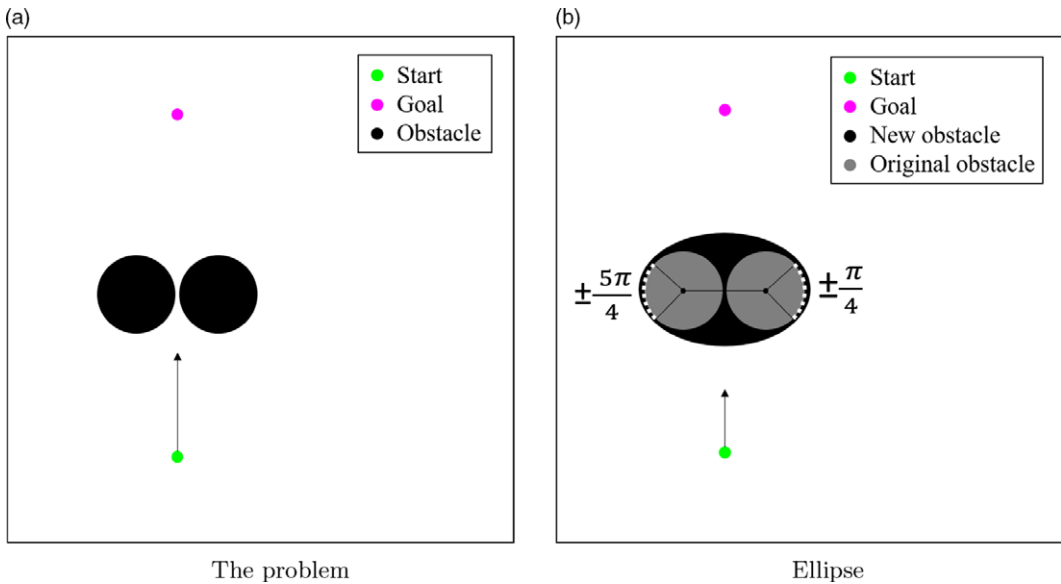 (a)
Start
Goal
Obstacle
The problem
(b)
Start
Goal
New obstacle
Original obstacle
± 5π/4
± π/4
Ellipse